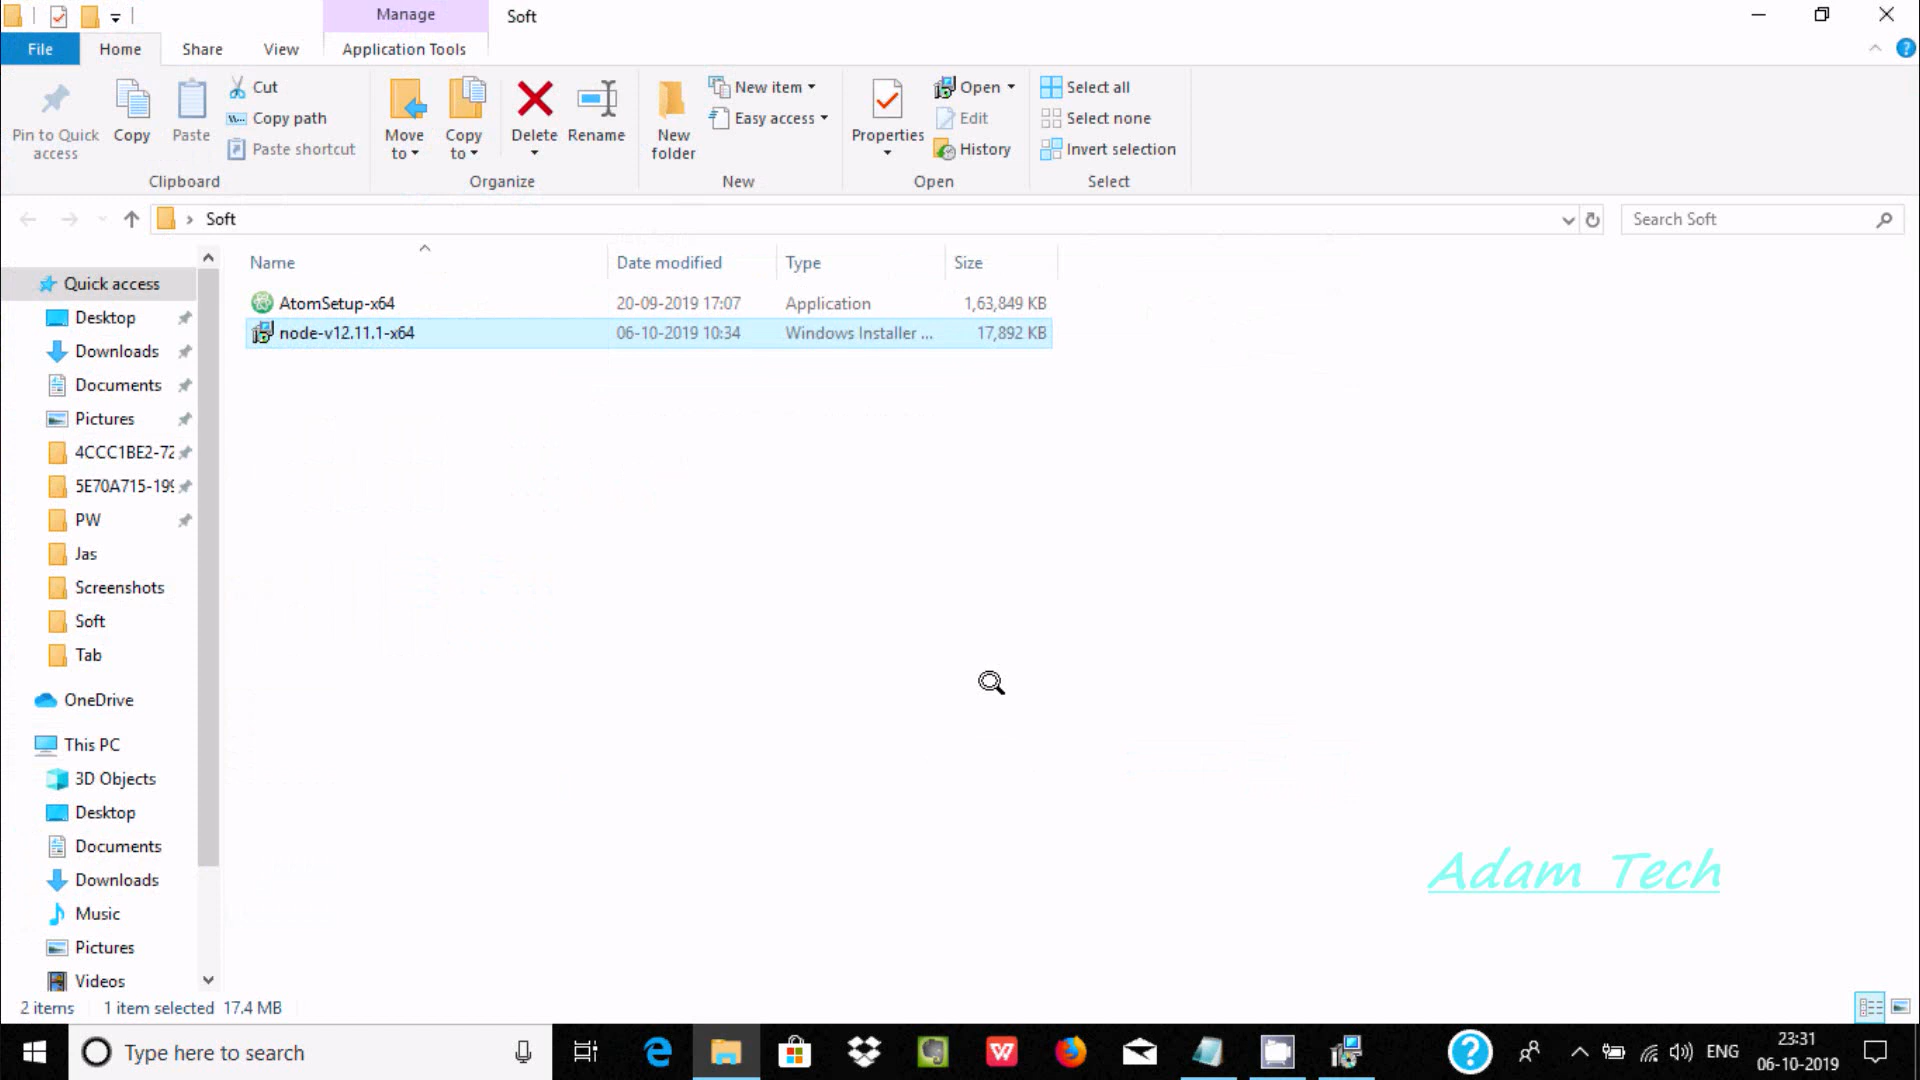 Manage
Soft
File
Home
Share
View
Application Tools
Pin to Quick access
Copy
Paste
Cut
Copy path
Paste shortcut
Clipboard
Move to
Copy to
Delete
Rename
Organize
New folder
New item
Easy access
New
Properties
Open
Edit
History
Open
Select all
Select none
Invert selection
Select
Soft
Search Soft
Name
Date modified
Type
Size
AtomSetup-x64
20-09-2019 17:07
Application
1,63,849 KB
node-v12.11.1-x64
06-10-2019 10:34
Windows Installer ...
17,892 KB
Quick access
Desktop
Downloads
Documents
Pictures
4CCC1BE2-72
5E70A715-199
PW
Jas
Screenshots
Soft
Tab
OneDrive
This PC
3D Objects
Desktop
Documents
Downloads
Music
Pictures
Videos
Adam Tech
2 items
1 item selected 17.4 MB
Type here to search
ENG
23:31
06-10-2019